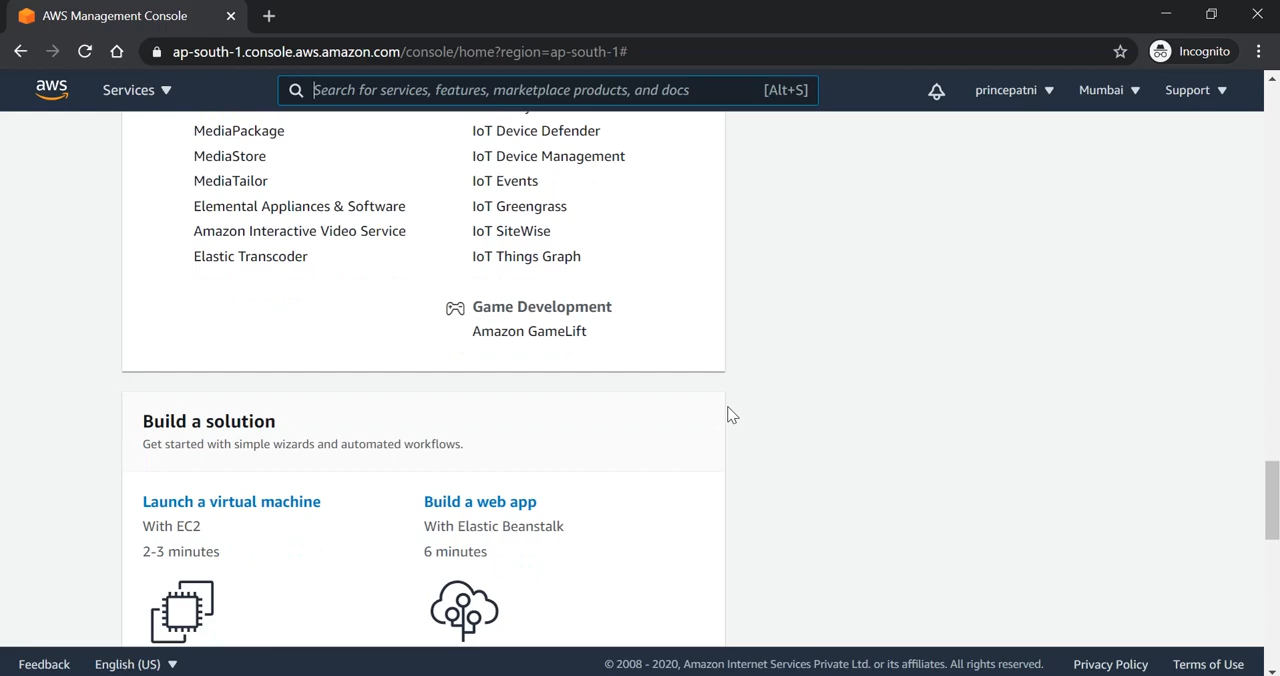 AWS Management Console
ap-south-1.console.aws.amazon.com/console/home?region=ap-south-1#
Incognito
aws
Services
Search for services, features, marketplace products, and docs
[Alt+S]
princepatni
Mumbai
Support
MediaPackage
MediaStore
MediaTailor
Elemental Appliances & Software
Amazon Interactive Video Service
Elastic Transcoder
IoT Device Defender
IoT Device Management
IoT Events
IoT Greengrass
IoT SiteWise
IoT Things Graph
Game Development
Amazon GameLift
Build a solution
Get started with simple wizards and automated workflows.
Launch a virtual machine
With EC2
2-3 minutes
Build a web app
With Elastic Beanstalk
6 minutes
Feedback
English (US)
© 2008 - 2020, Amazon Internet Services Private Ltd. or its affiliates. All rights reserved.
Privacy Policy
Terms of Use